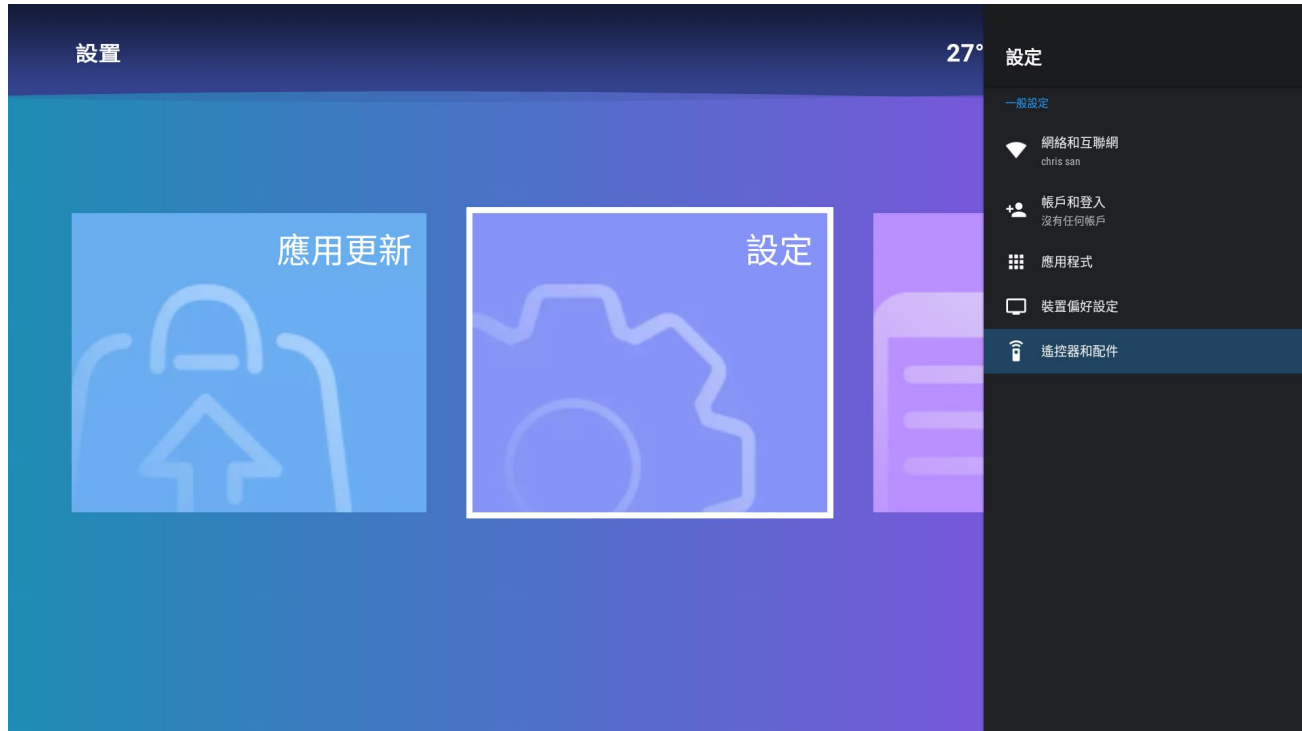 設置
27°
應用更新
設定
設定
一般設定
網絡和互聯網
chris san
帳戶和登入
沒有任何帳戶
應用程式
裝置偏好設定
遙控器和配件